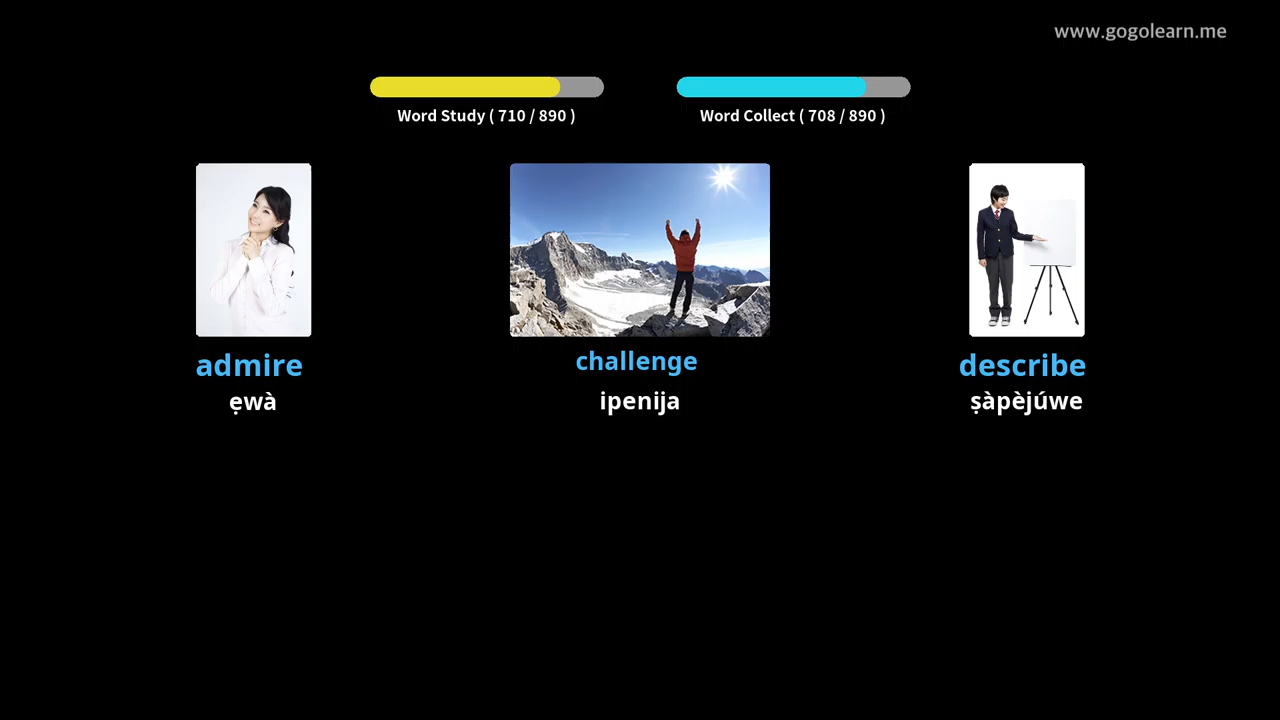 www.gogolearn.me
Word Study ( 710 / 890 )
Word Collect ( 708 / 890 )
admire
challenge
describe
ẹwà
ipenija
ṣàpèjúwe